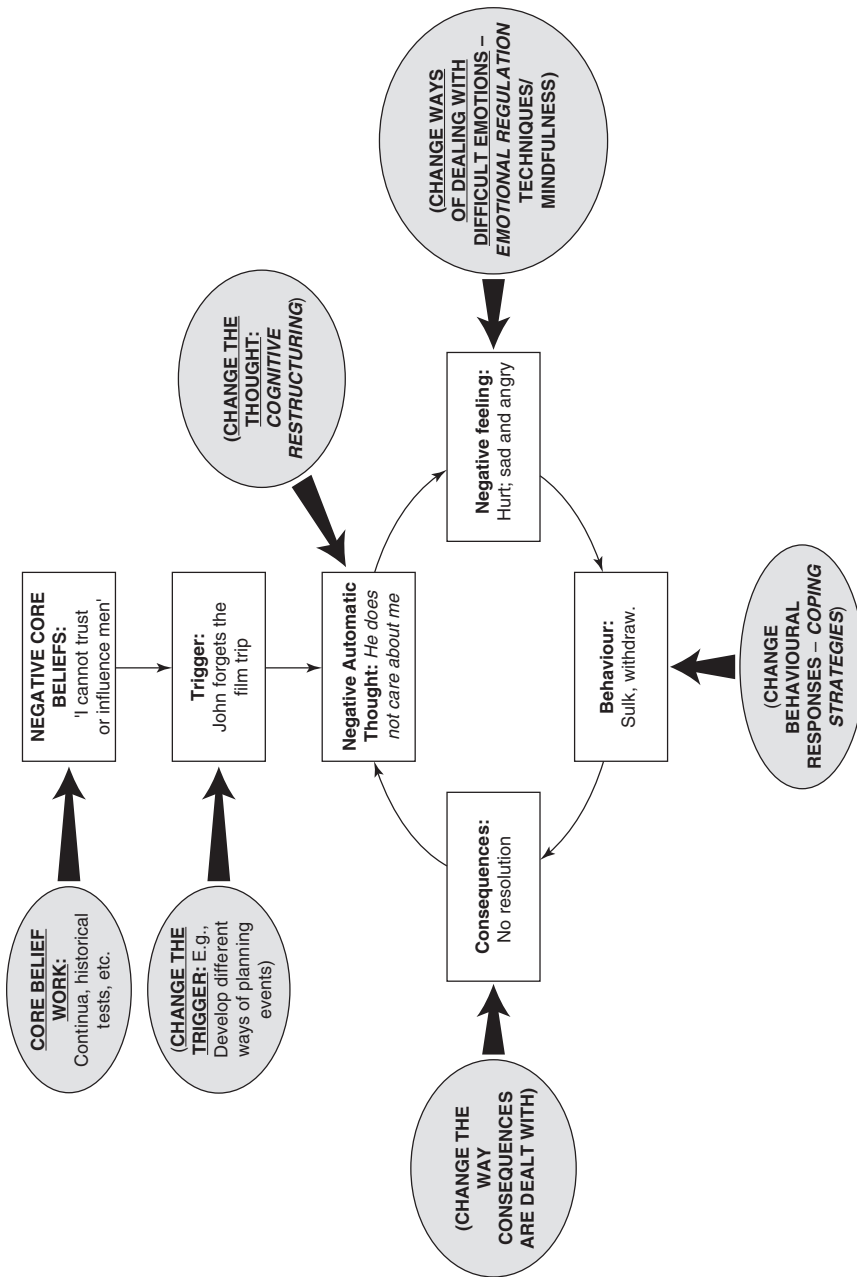 CORE BELIEF
WORK:
Continua, historical
tests, etc.
NEGATIVE CORE
BELIEFS:
'I cannot trust
or influence men'
(CHANGE THE
TRIGGER: E.g.,
Develop different
ways of planning
events)
Trigger:
John forgets the
film trip
(CHANGE THE
THOUGHT:
COGNITIVE
RESTRUCTURING)
Negative Automatic
Thought: He does
not care about me
(CHANGE WAYS
OF DEALING WITH
DIFFICULT EMOTIONS –
EMOTIONAL REGULATION
TECHNIQUES/
MINDFULNESS)
Negative feeling:
Hurt; sad and angry
Behaviour:
Sulk, withdraw.
(CHANGE
BEHAVIOURAL
RESPONSES – COPING
STRATEGIES)
Consequences:
No resolution
(CHANGE THE
WAY
CONSEQUENCES
ARE DEALT WITH)